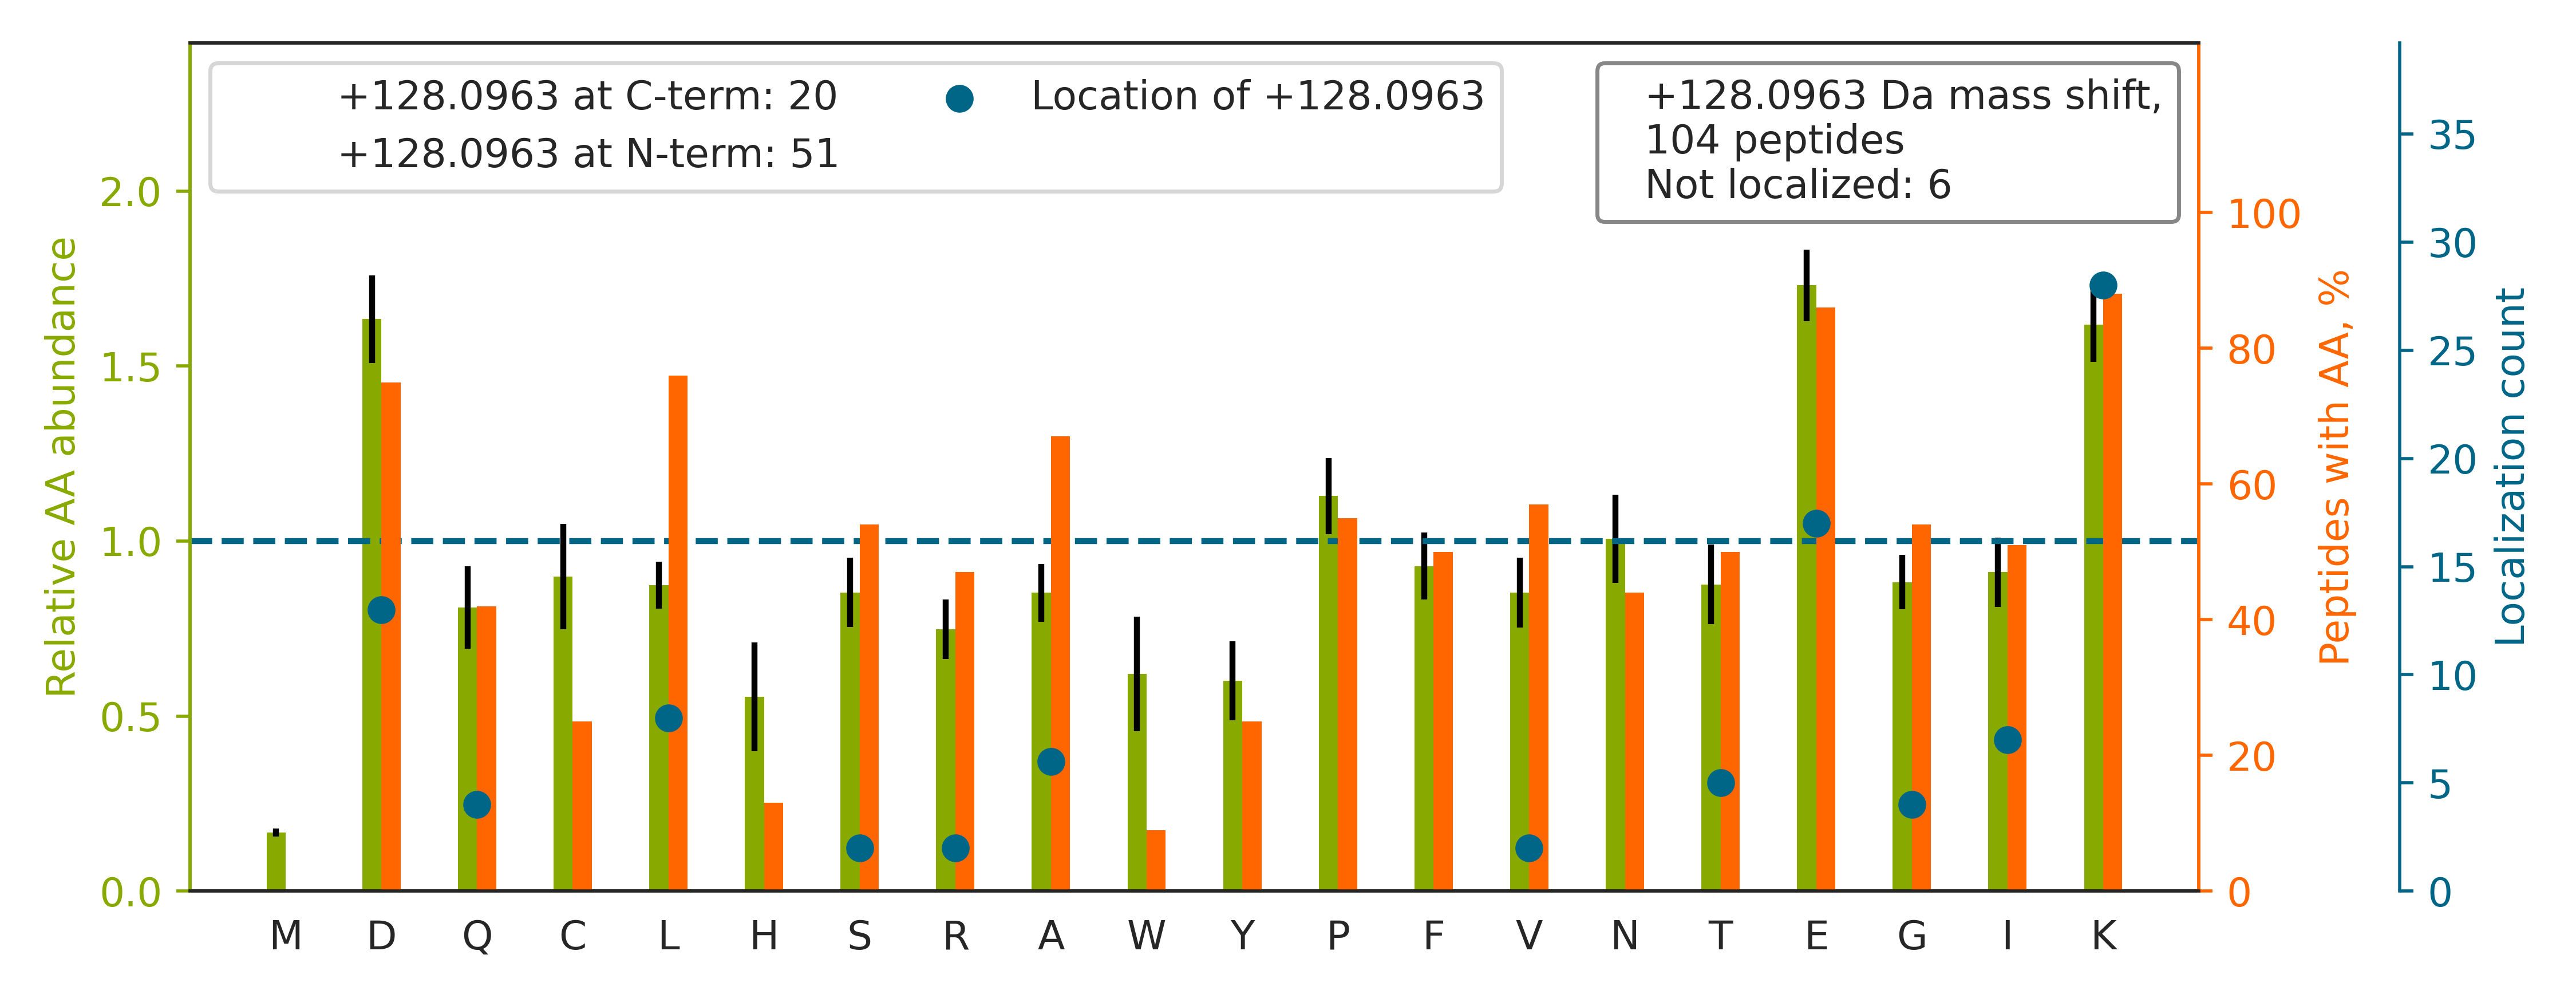 +128.0963 at C-term: 20
+128.0963 at N-term: 51
Location of +128.0963
+128.0963 Da mass shift,
104 peptides
Not localized: 6
Relative AA abundance
2.0
1.5
1.0
0.5
0.0
M D Q C L H S R A W Y P F V N T E G I K
100
80
60
40
20
0
Peptides with AA, %
35
30
25
20
15
10
5
0
Localization count